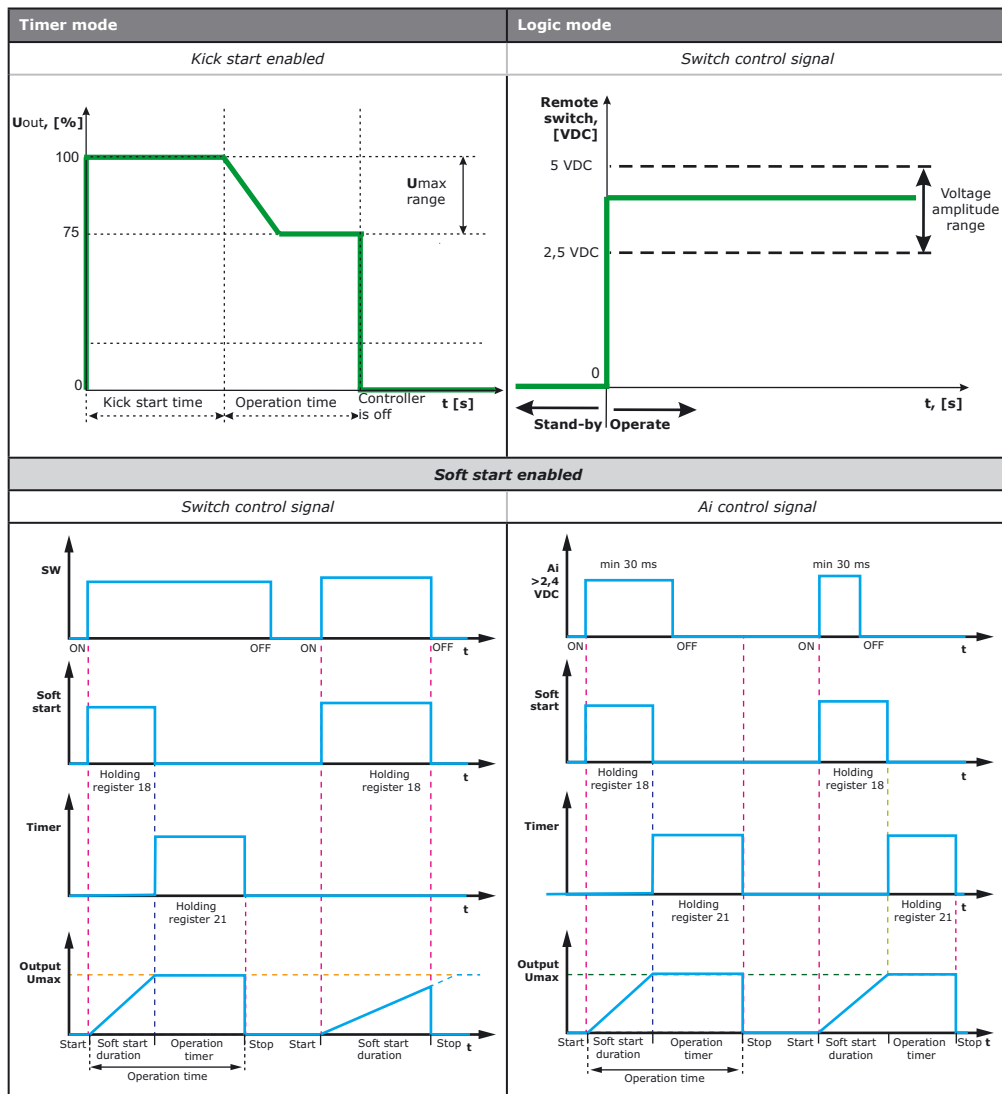 Timer mode
Logic mode
Kick start enabled
Switch control signal
Uout, [%]
100
Umax
range
75
0
Kick start time
Operation time
Controller
is off
t [s]
Remote
switch,
[VDC]
5 VDC
Voltage
amplitude
range
2,5 VDC
0
t, [s]
Stand-by
Operate
Soft start enabled
Switch control signal
Ai control signal
SW
ON
OFF
ON
OFF
t
Soft
start
Holding
register 18
Holding
register 18
t
Timer
Holding
register 21
t
Output
Umax
Start
Soft start
duration
Operation
timer
Stop
Start
Soft start
duration
Stop
t
Operation time
Ai
>2,4
VDC
min 30 ms
min 30 ms
ON
OFF
ON
OFF
t
Soft
start
Holding
register 18
Holding
register 18
t
Timer
Holding
register 21
Holding
register 21
t
Output
Umax
Start
Soft start
duration
Operation
timer
Stop
Start
Soft start
duration
Operation
timer
Stop
t
Operation time